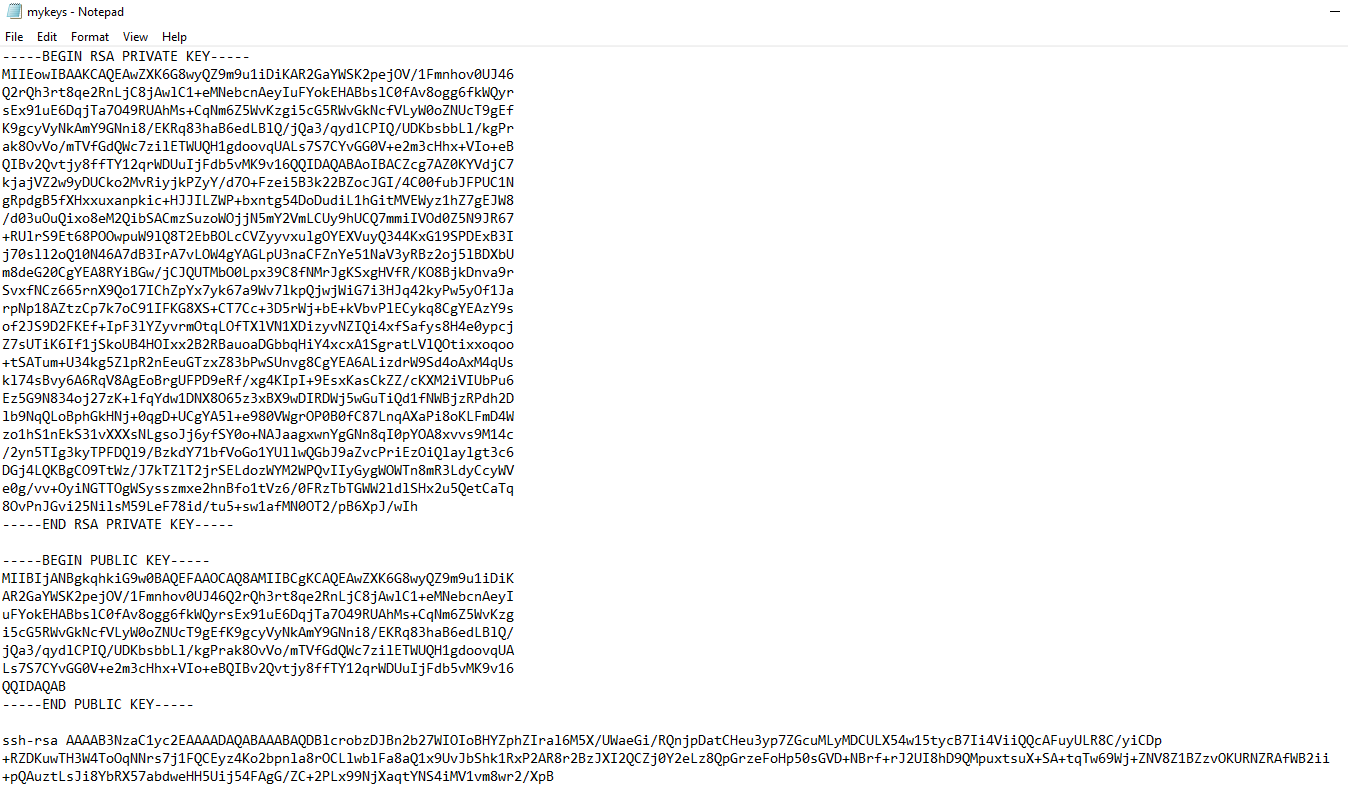 mykeys - Notepad
File Edit Format View Help
-----BEGIN RSA PRIVATE KEY-----
MIIEowIBAAKCAQEAwZXK6G8wyQZ9m9u1iDiKAR2GaYWSK2pejOV/1Fmnhov0UJ46
Q2rQh3rt8qe2RnLjC8jAwlC1+eMNebcnAeyIuFYokEHABbslC0fAv8ogg6fkWQyr
sEx91uE6DqjTa7O49RUAhMs+CqNm6Z5WvKzgi5cG5RWvGkNcfVLyW0oZNUcT9gEf
K9gcyVyNkAmY9GNni8/EKRq83haB6edLBlQ/jQa3/qydlCPIQ/UDKbsbbLl/kgPr
ak8OvVo/mTVfGdQWc7zilETWUQH1gdoovqUALs7S7CYvGG0V+e2m3cHhx+VIo+eB
QIBv2Qvtjy8ffTY12qrWDUuIjFdb5vMK9v16QQIDAQABAoIBACZcg7AZ0KYVdjC7
kjajVZ2w9yDUCko2MvRiyjkPZyY/d7O+Fzei5B3k22BZocJGI/4C00fubJFPUC1N
gRpdgB5fXHxxuxanpkic+HJJILZWP+bxntg54DoDudiL1hGitMVEWyz1hZ7gEJW8
/d03uOuQixo8eM2QibSACmzSuzoWOjjN5mY2VmLCUy9hUCQ7mmiIVOd0Z5N9JR67
+RUlrS9Et68POOwpuW9lQ8T2EbBOLcCVZyyvxulgOYEXVuyQ344KxG19SPDExB3I
j70sll2oQ10N46A7dB3IrA7vLOW4gYAGLpU3naCFZnYe51NaV3yRBz2oj5lBDXbU
m8deG20CgYEA8RYiBGw/jCJQUTMbO0Lpx39C8fNMrJgKSxgHVfR/KO8BjkDnva9r
SvxfNCz665rnX9Qo17IChZpYx7yk67a9Wv7lkpQjwjWiG7i3HJq42kyPw5yOf1Ja
rpNp18AZtzCp7k7oC91IFKG8XS+CT7Cc+3D5rWj+bE+kVbvPlECykq8CgYEAzY9s
of2JS9D2FKEf+IpF3lYZyvrmOtqLOfTXlVN1XDizyvNZIQi4xfSafys8H4e0ypcj
Z7sUTiK6If1jSkoUB4HOIxx2B2RBauoaDGbbqHiY4xcxA1SgratLVlQOtixxoqoo
+tSATum+U34kg5ZlpR2nEeuGTzxZ83bPwSUnvg8CgYEA6ALizdrW9Sd4oAxM4qUs
kl74sBvy6A6RqV8AgEoBrgUFPD9eRf/xg4KIpI+9EsxKasCkZZ/cKXM2iVIUbPu6
Ez5G9N834oj27zK+lfqYdw1DNX8O65z3xBX9wDIRDWj5wGuTiQd1fNWBjzRPdh2D
lb9NqQLoBphGkHNj+0qgD+UCgYA5l+e980VWgrOP0B0fC87LnqAXaPi8oKLFmD4W
zo1hS1nEkS31vXXXsNLgsoJj6yfSY0o+NAJaagxwnYgGNn8qI0pYOA8xvvs9M14c
/2yn5TIg3kyTPFDQl9/BzkdY71bfVoGo1YUllwQGbJ9aZvcPriEzOiQlaylgt3c6
DGj4LQKBgCO9TtWz/J7kTZlT2jrSELdozWYM2WPQvIIyGygWOWTn8mR3LdyCcyWV
e0g/vv+OyiNGTTOgWSysszmxe2hnBfo1tVz6/0FRzTbTGWW2ldlSHx2u5QetCaTq
8OvPnJGvi25NilsM59LeF78id/tu5+sw1afMN0OT2/pB6XpJ/wIh
-----END RSA PRIVATE KEY-----

-----BEGIN PUBLIC KEY-----
MIIBIjANBgkqhkiG9w0BAQEFAAOCAQ8AMIIBCgKCAQEAwZXK6G8wyQZ9m9u1iDiK
AR2GaYWSK2pejOV/1Fmnhov0UJ46Q2rQh3rt8qe2RnLjC8jAwlC1+eMNebcnAeyI
uFYokEHABbslC0fAv8ogg6fkWQyrsEx91uE6DqjTa7O49RUAhMs+CqNm6Z5WvKzg
i5cG5RWvGkNcfVLyW0oZNUcT9gEfK9gcyVyNkAmY9GNni8/EKRq83haB6edLBlQ/
jQa3/qydlCPIQ/UDKbsbbLl/kgPrak8OvVo/mTVfGdQWc7zilETWUQH1gdoovqUA
Ls7S7CYvGG0V+e2m3cHhx+VIo+eBQIBv2Qvtjy8ffTY12qrWDUuIjFdb5vMK9v16
QQIDAQAB
-----END PUBLIC KEY-----

ssh-rsa AAAAB3NzaC1yc2EAAAADAQABAAABAQDBlcrobzDJBn2b27WIOIoBHYZphZIral6M5X/UWaeGi/RQnjpDatCHeu3yp7ZGcuMLyMDCULX54w15tycB7Ii4ViiQQcAFuyULR8C/yiCDp
+RZDKuwTH3W4ToOqNNrs7j1FQCEyz4Ko2bpnla8rOCLlwblFa8aQ1x9UvJbShk1RxP2AR8r2BzJXI2QCZj0Y2eLz8QpGrzeFoHp50sGVD+NBrf+rJ2UI8hD9QMpuxtsuX+SA+tqTw69Wj+ZNV8Z1BZzvOKURNZRAfWB2ii
+pQAuztLsJi8YbRX57abdweHH5Uij54FAgG/ZC+2PLx99NjXaqtYNS4iMV1vm8wr2/XpB